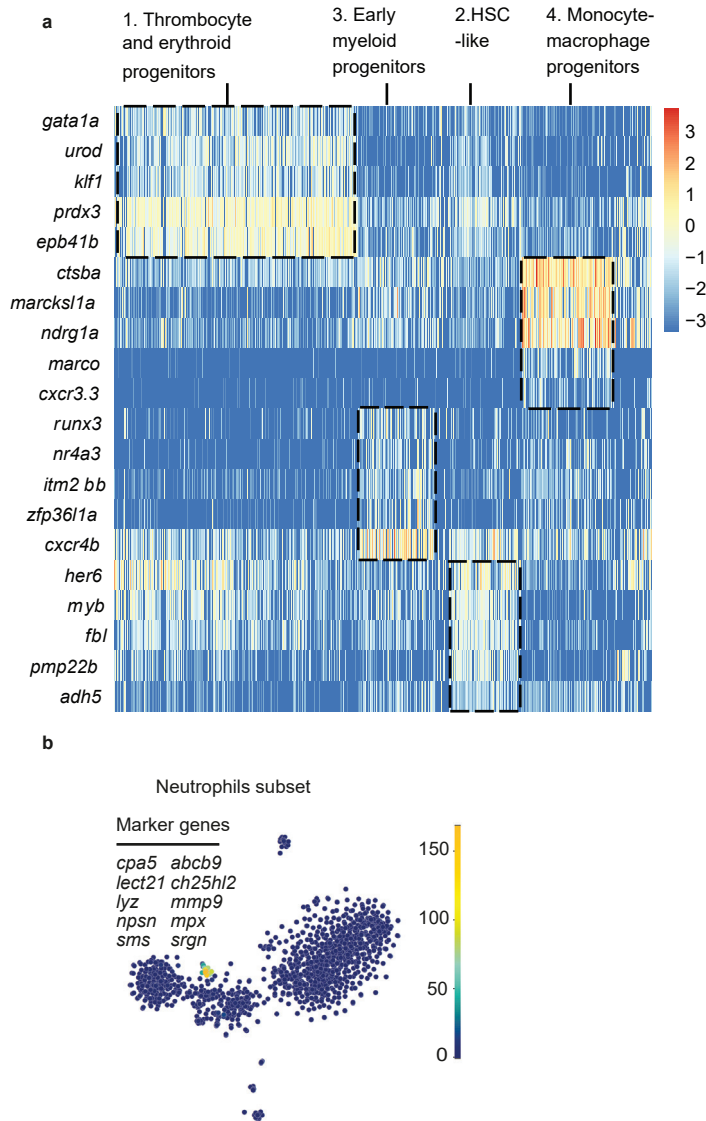 a
1. Thrombocyte
and erythroid
progenitors
3. Early
myeloid
progenitors
2.HSC
-like
4. Monocyte-
macrophage
progenitors
gata1a
urod
klf1
prdx3
epb41b
ctsba
marcksl1a
ndrg1a
marco
cxcr3.3
runx3
nr4a3
itm2 bb
zfp36l1a
cxcr4b
her6
myb
fbl
pmp22b
adh5
3
2
1
0
−1
−2
−3
b
Neutrophils subset
Marker genes
cpa5 abcb9
lect21 ch25hl2
lyz mmp9
npsn mpx
sms srgn
150
100
50
0